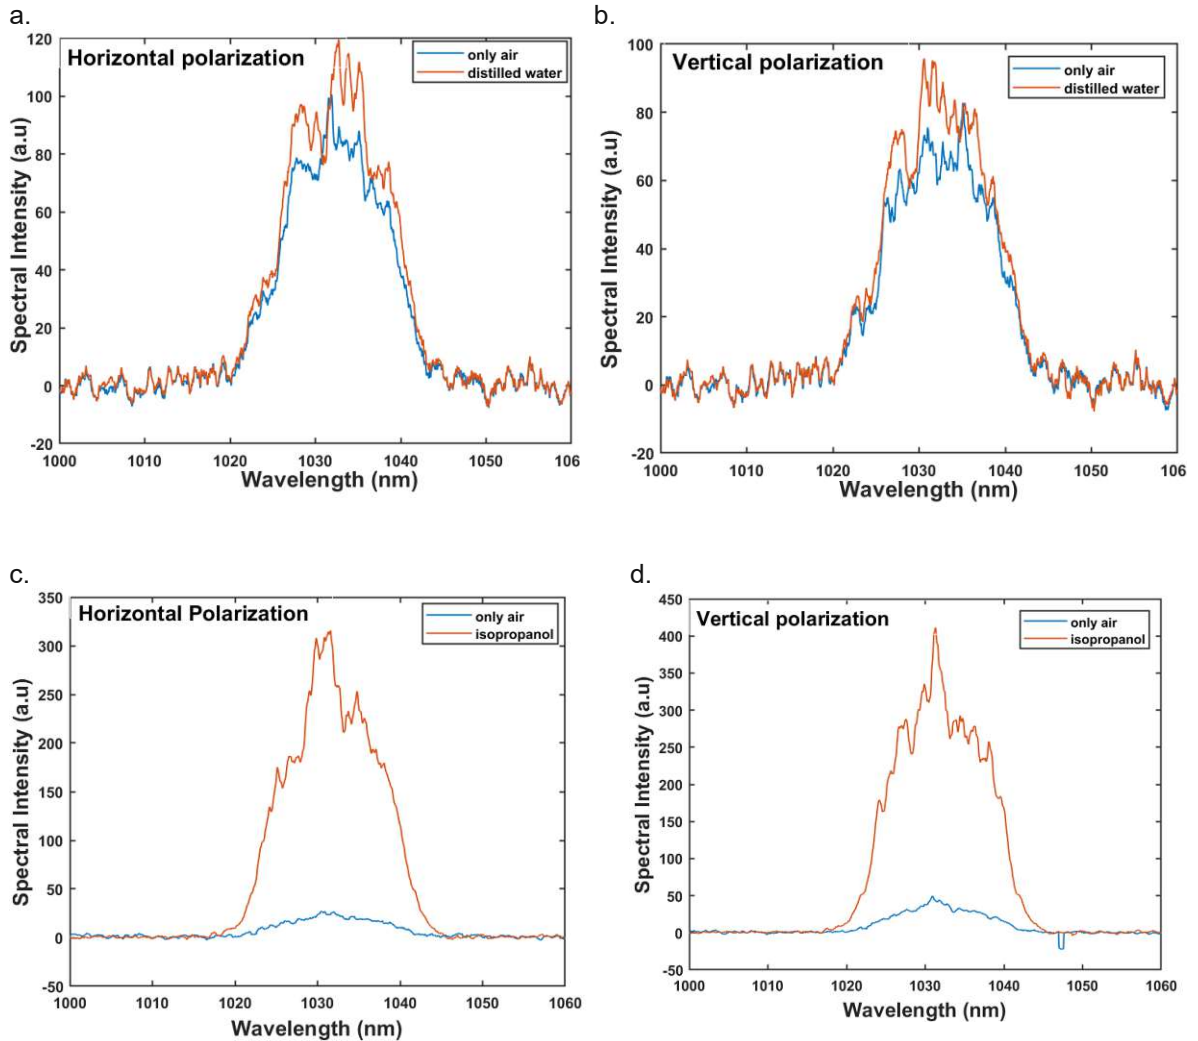 a.
Horizontal polarization
only air
distilled water
120
100
80
60
40
20
0
-20
Spectral Intensity (a.u)
1000 1010 1020 1030 1040 1050 106
Wavelength (nm)
b.
Vertical polarization
only air
distilled water
100
80
60
40
20
0
-20
Spectral Intensity (a.u)
1000 1010 1020 1030 1040 1050 106
Wavelength (nm)
c.
Horizontal Polarization
only air
isopropanol
350
300
250
200
150
100
50
0
-50
Spectral Intensity (a.u)
1000 1010 1020 1030 1040 1050 1060
Wavelength (nm)
d.
Vertical polarization
only air
isopropanol
450
400
350
300
250
200
150
100
50
0
-50
Spectral Intensity (a.u)
1000 1010 1020 1030 1040 1050 1060
Wavelength (nm)